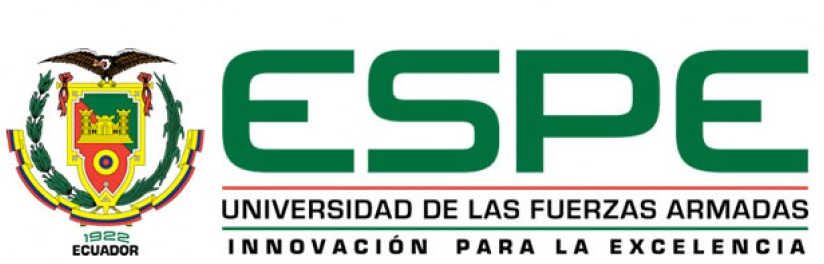 1922
ECUADOR
ESPE
UNIVERSIDAD DE LAS FUERZAS ARMADAS
INNOVACIÓN PARA LA EXCELENCIA